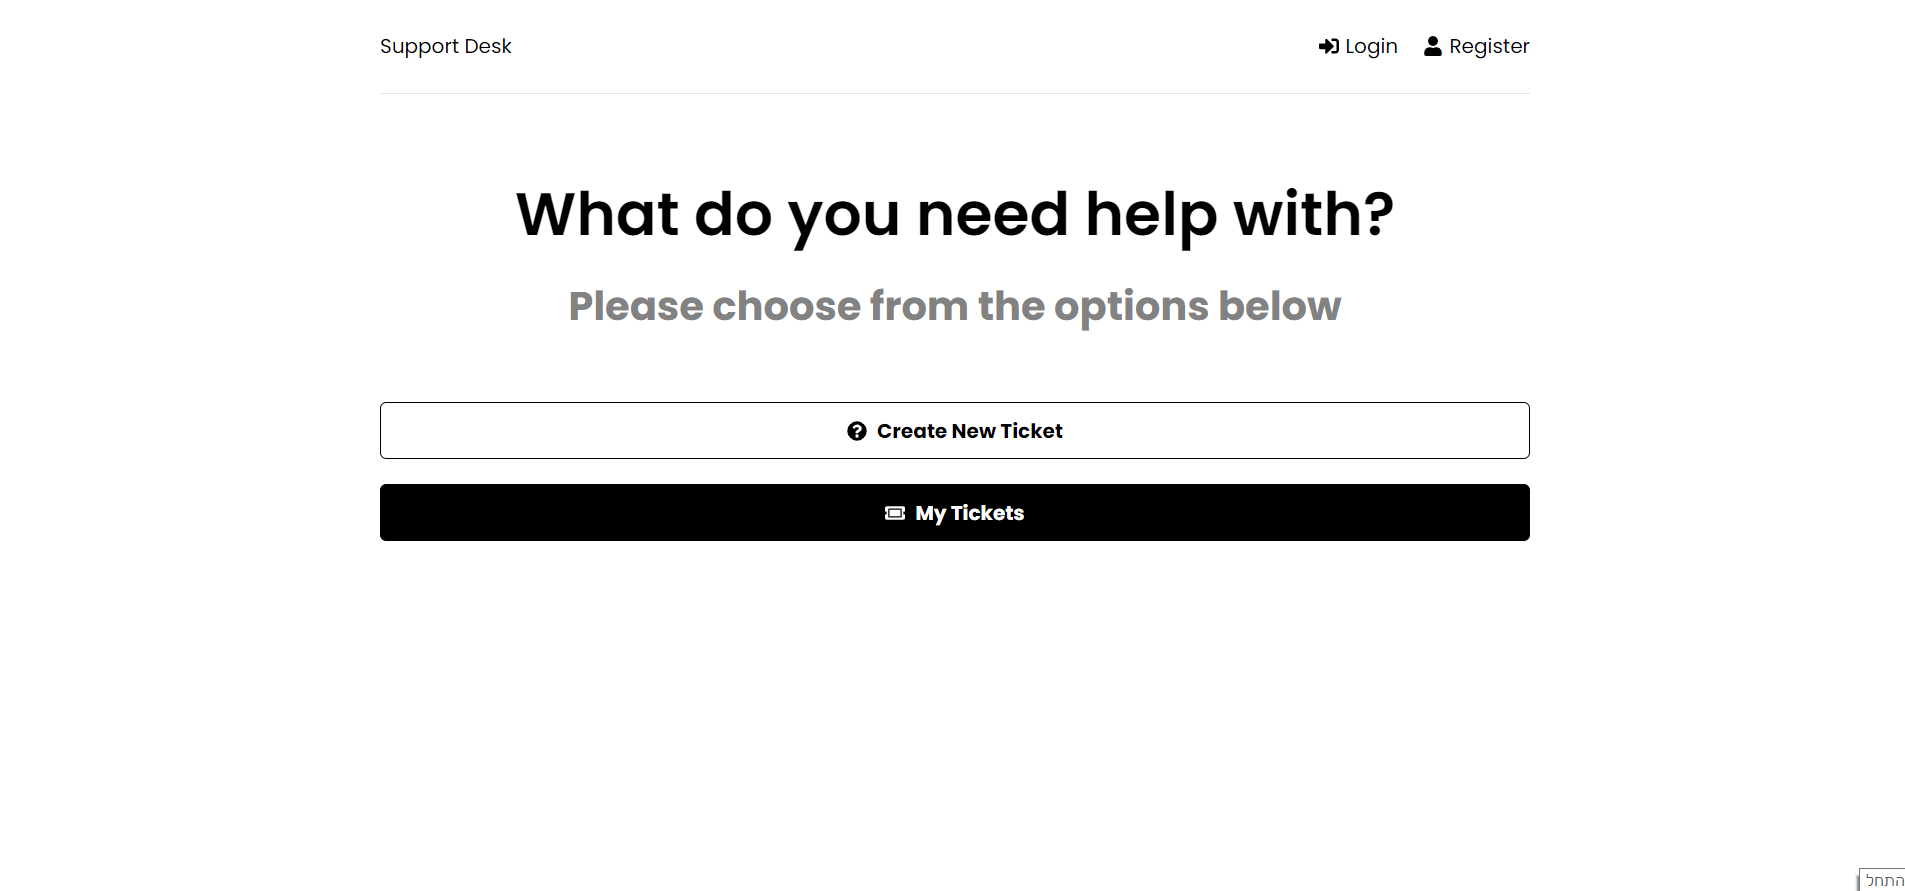 Support Desk
Login
Register
What do you need help with?
Please choose from the options below
Create New Ticket
My Tickets
התחל